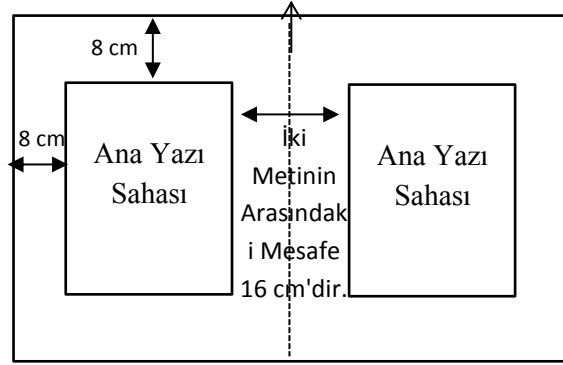 8 cm
8 cm
Ana Yazı
Sahası
İki
Metinin
Arasındak
i Mesafe
16 cm'dir.
Ana Yazı
Sahası